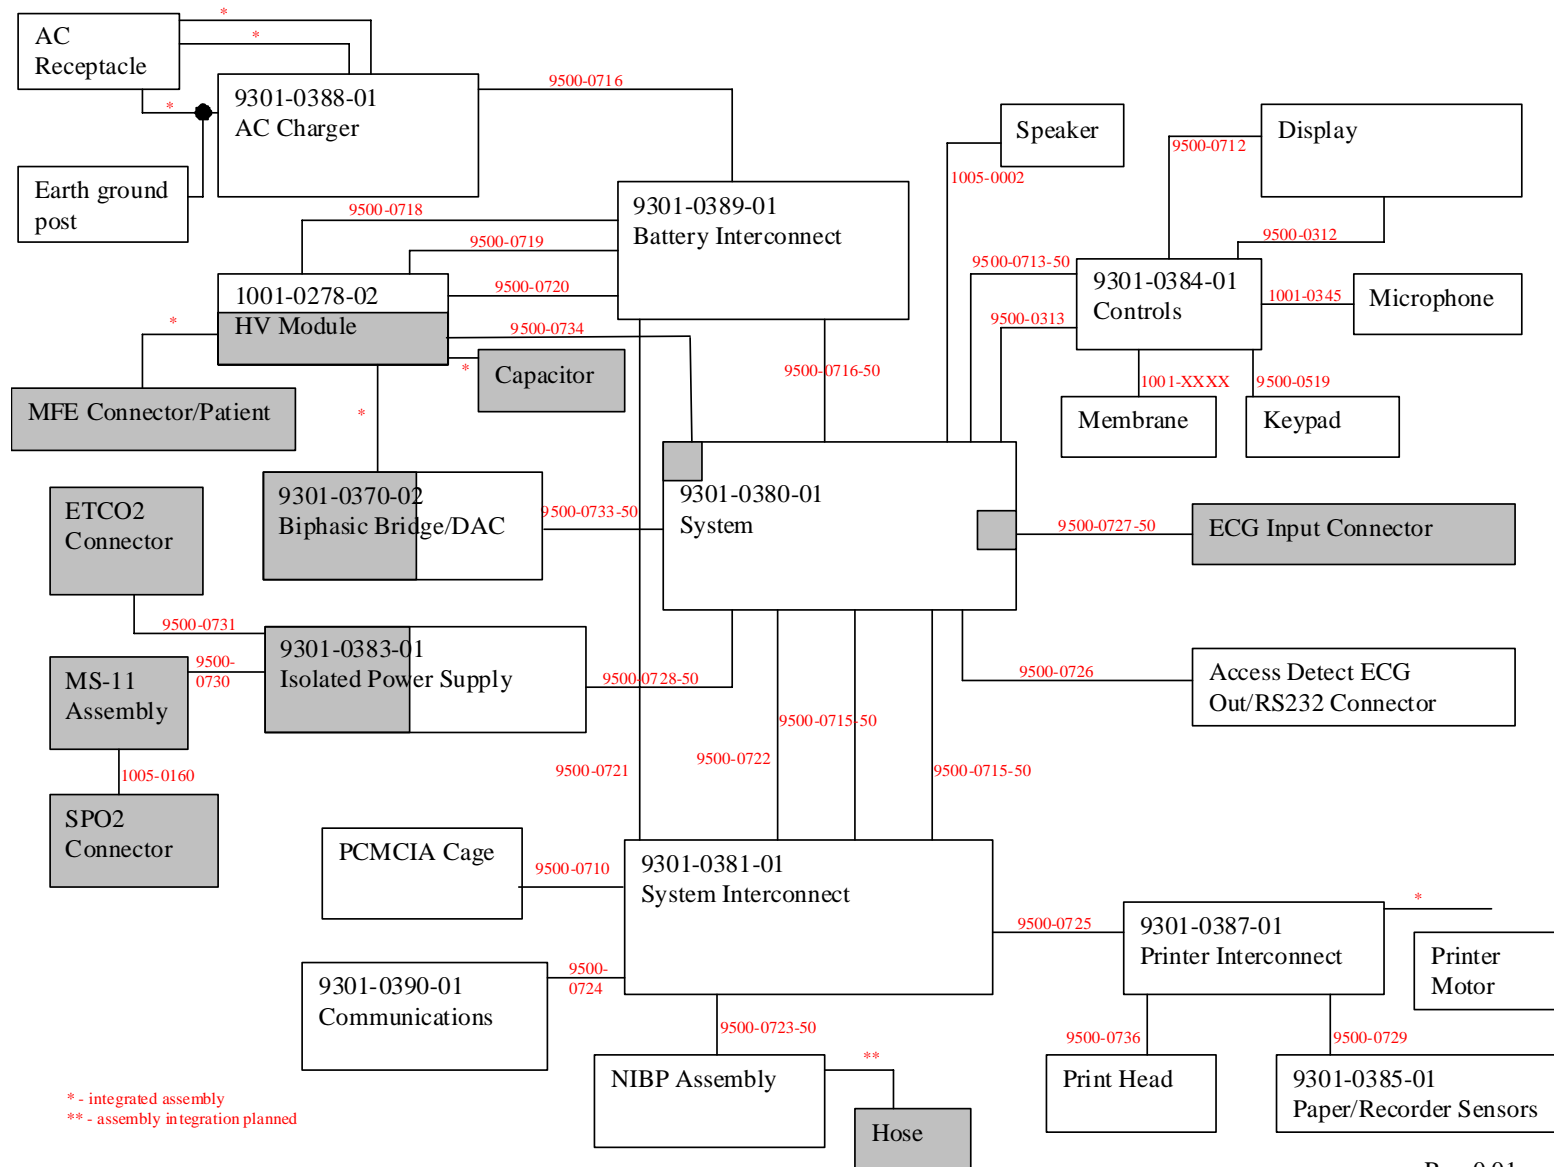 *
AC
Receptacle
*
*
9301-0388-01
AC Charger
9500-0716
Earth ground
post
Speaker
1005-0002
Display
9500-0712
9500-0312
9301-0389-01
Battery Interconnect
9500-0718
9500-0719
9500-0720
9500-0734
1001-0278-02
HV Module
*
*
Capacitor
MFE Connector/Patient
*
9500-0716-50
9500-0713-50
9500-0313
9301-0384-01
Controls
1001-0345
Microphone
1001-XXXX
9500-0519
Membrane
Keypad
9301-0380-01
System
9301-0370-02
Biphasic Bridge/DAC
9500-0733-50
9500-0727-50
ECG Input Connector
ETCO2
Connector
9500-0731
9301-0383-01
Isolated Power Supply
9500-
0730
MS-11
Assembly
9500-0728-50
9500-0726
Access Detect ECG
Out/RS232 Connector
9500-0715-50
9500-0722
9500-0721
9500-0715-50
1005-0160
SPO2
Connector
PCMCIA Cage
9500-0710
9301-0381-01
System Interconnect
9500-0725
9301-0387-01
Printer Interconnect
*
Printer
Motor
9301-0390-01
Communications
9500-
0724
9500-0723-50
NIBP Assembly
**
Hose
9500-0736
9500-0729
Print Head
9301-0385-01
Paper/Recorder Sensors
* - integrated assembly
** - assembly integration planned